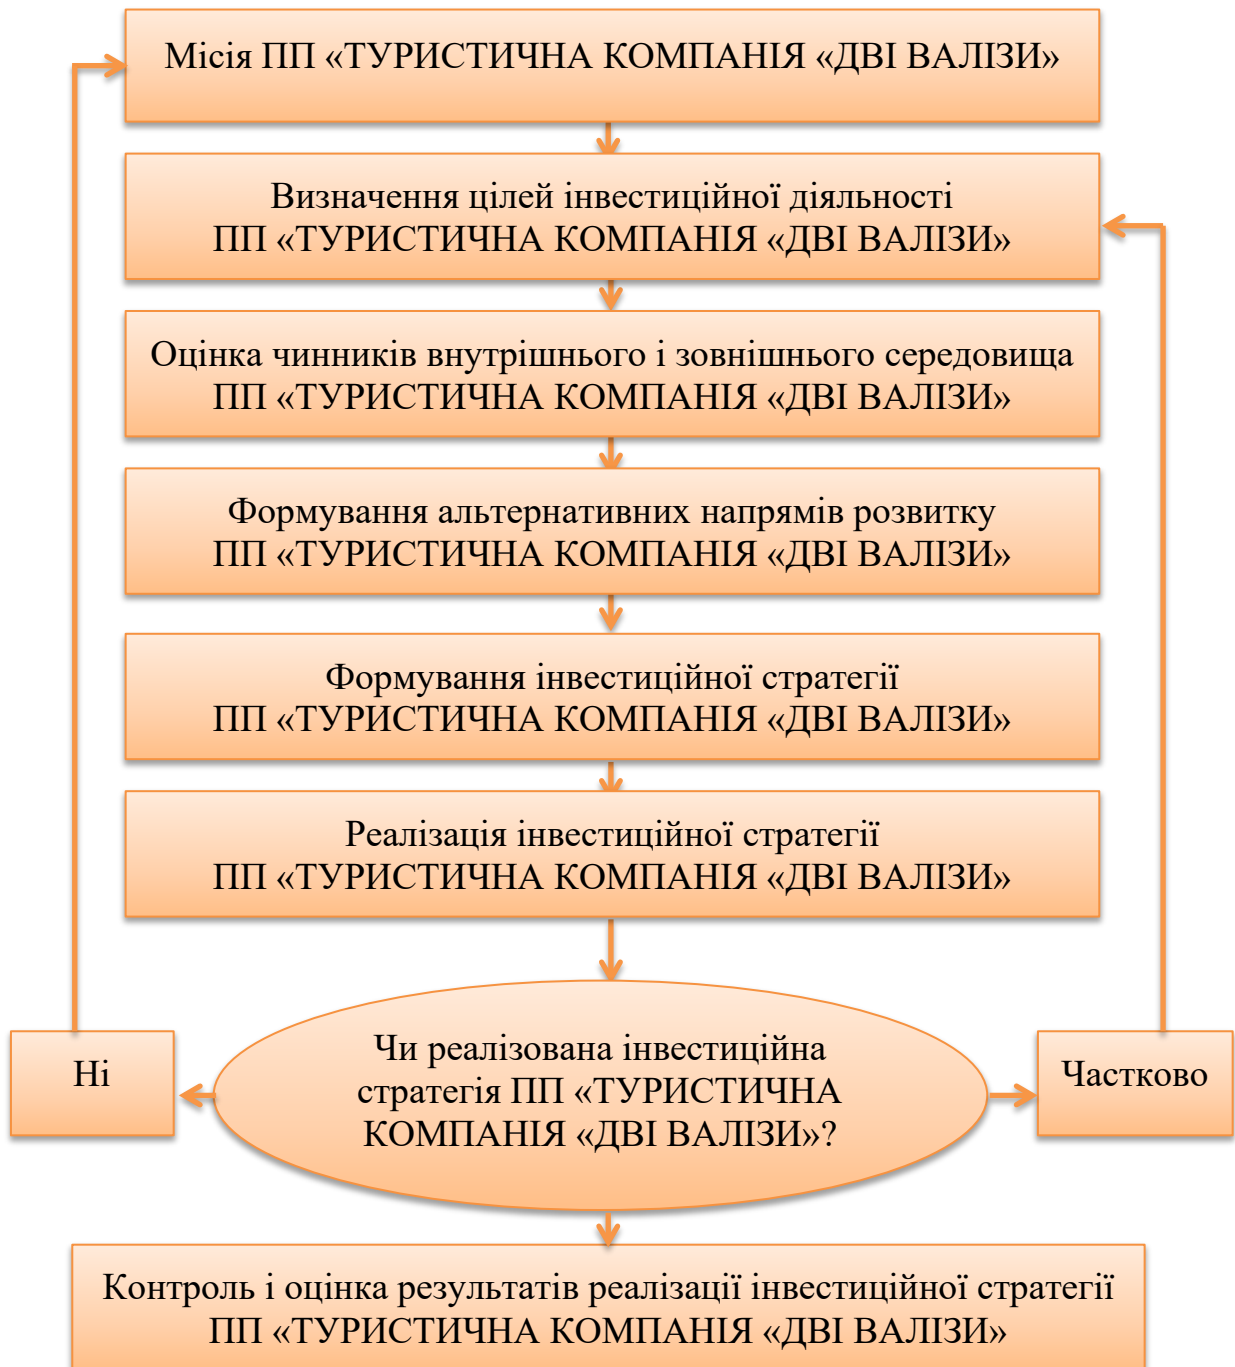 Місія ПП «ТУРИСТИЧНА КОМПАНІЯ «ДВІ ВАЛІЗИ»
Визначення цілей інвестиційної діяльності
ПП «ТУРИСТИЧНА КОМПАНІЯ «ДВІ ВАЛІЗИ»
Оцінка чинників внутрішнього і зовнішнього середовища
ПП «ТУРИСТИЧНА КОМПАНІЯ «ДВІ ВАЛІЗИ»
Формування альтернативних напрямів розвитку
ПП «ТУРИСТИЧНА КОМПАНІЯ «ДВІ ВАЛІЗИ»
Формування інвестиційної стратегії
ПП «ТУРИСТИЧНА КОМПАНІЯ «ДВІ ВАЛІЗИ»
Реалізація інвестиційної стратегії
ПП «ТУРИСТИЧНА КОМПАНІЯ «ДВІ ВАЛІЗИ»
Ні
Чи реалізована інвестиційна
стратегія ПП «ТУРИСТИЧНА
КОМПАНІЯ «ДВІ ВАЛІЗИ»?
Частково
Контроль і оцінка результатів реалізації інвестиційної стратегії
ПП «ТУРИСТИЧНА КОМПАНІЯ «ДВІ ВАЛІЗИ»